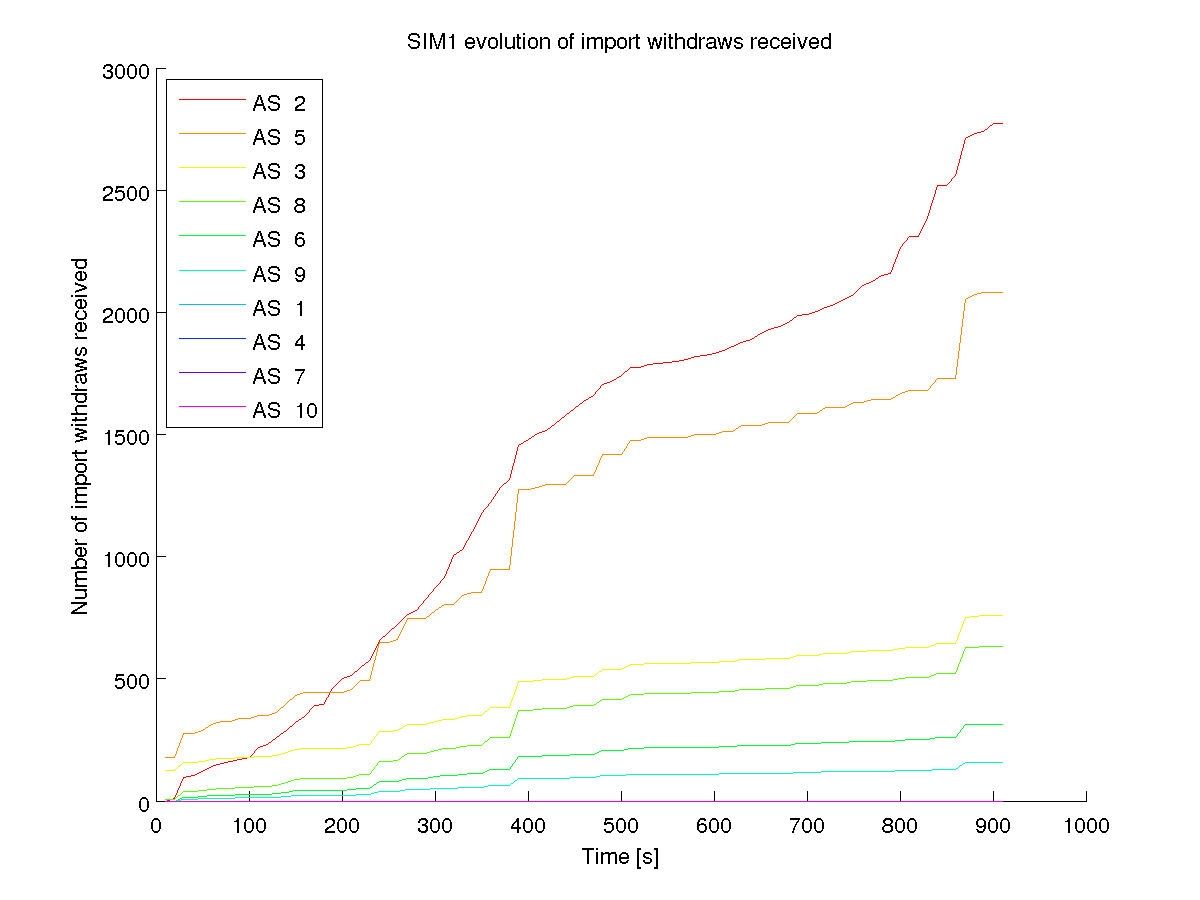 SIM1 evolution of import withdraws received
3000
2500
2000
1500
1000
500
0
Number of import withdraws received
AS 2
AS 5
AS 3
AS 8
AS 6
AS 9
AS 1
AS 4
AS 7
AS 10
0 100 200 300 400 500 600 700 800 900 1000
Time [s]